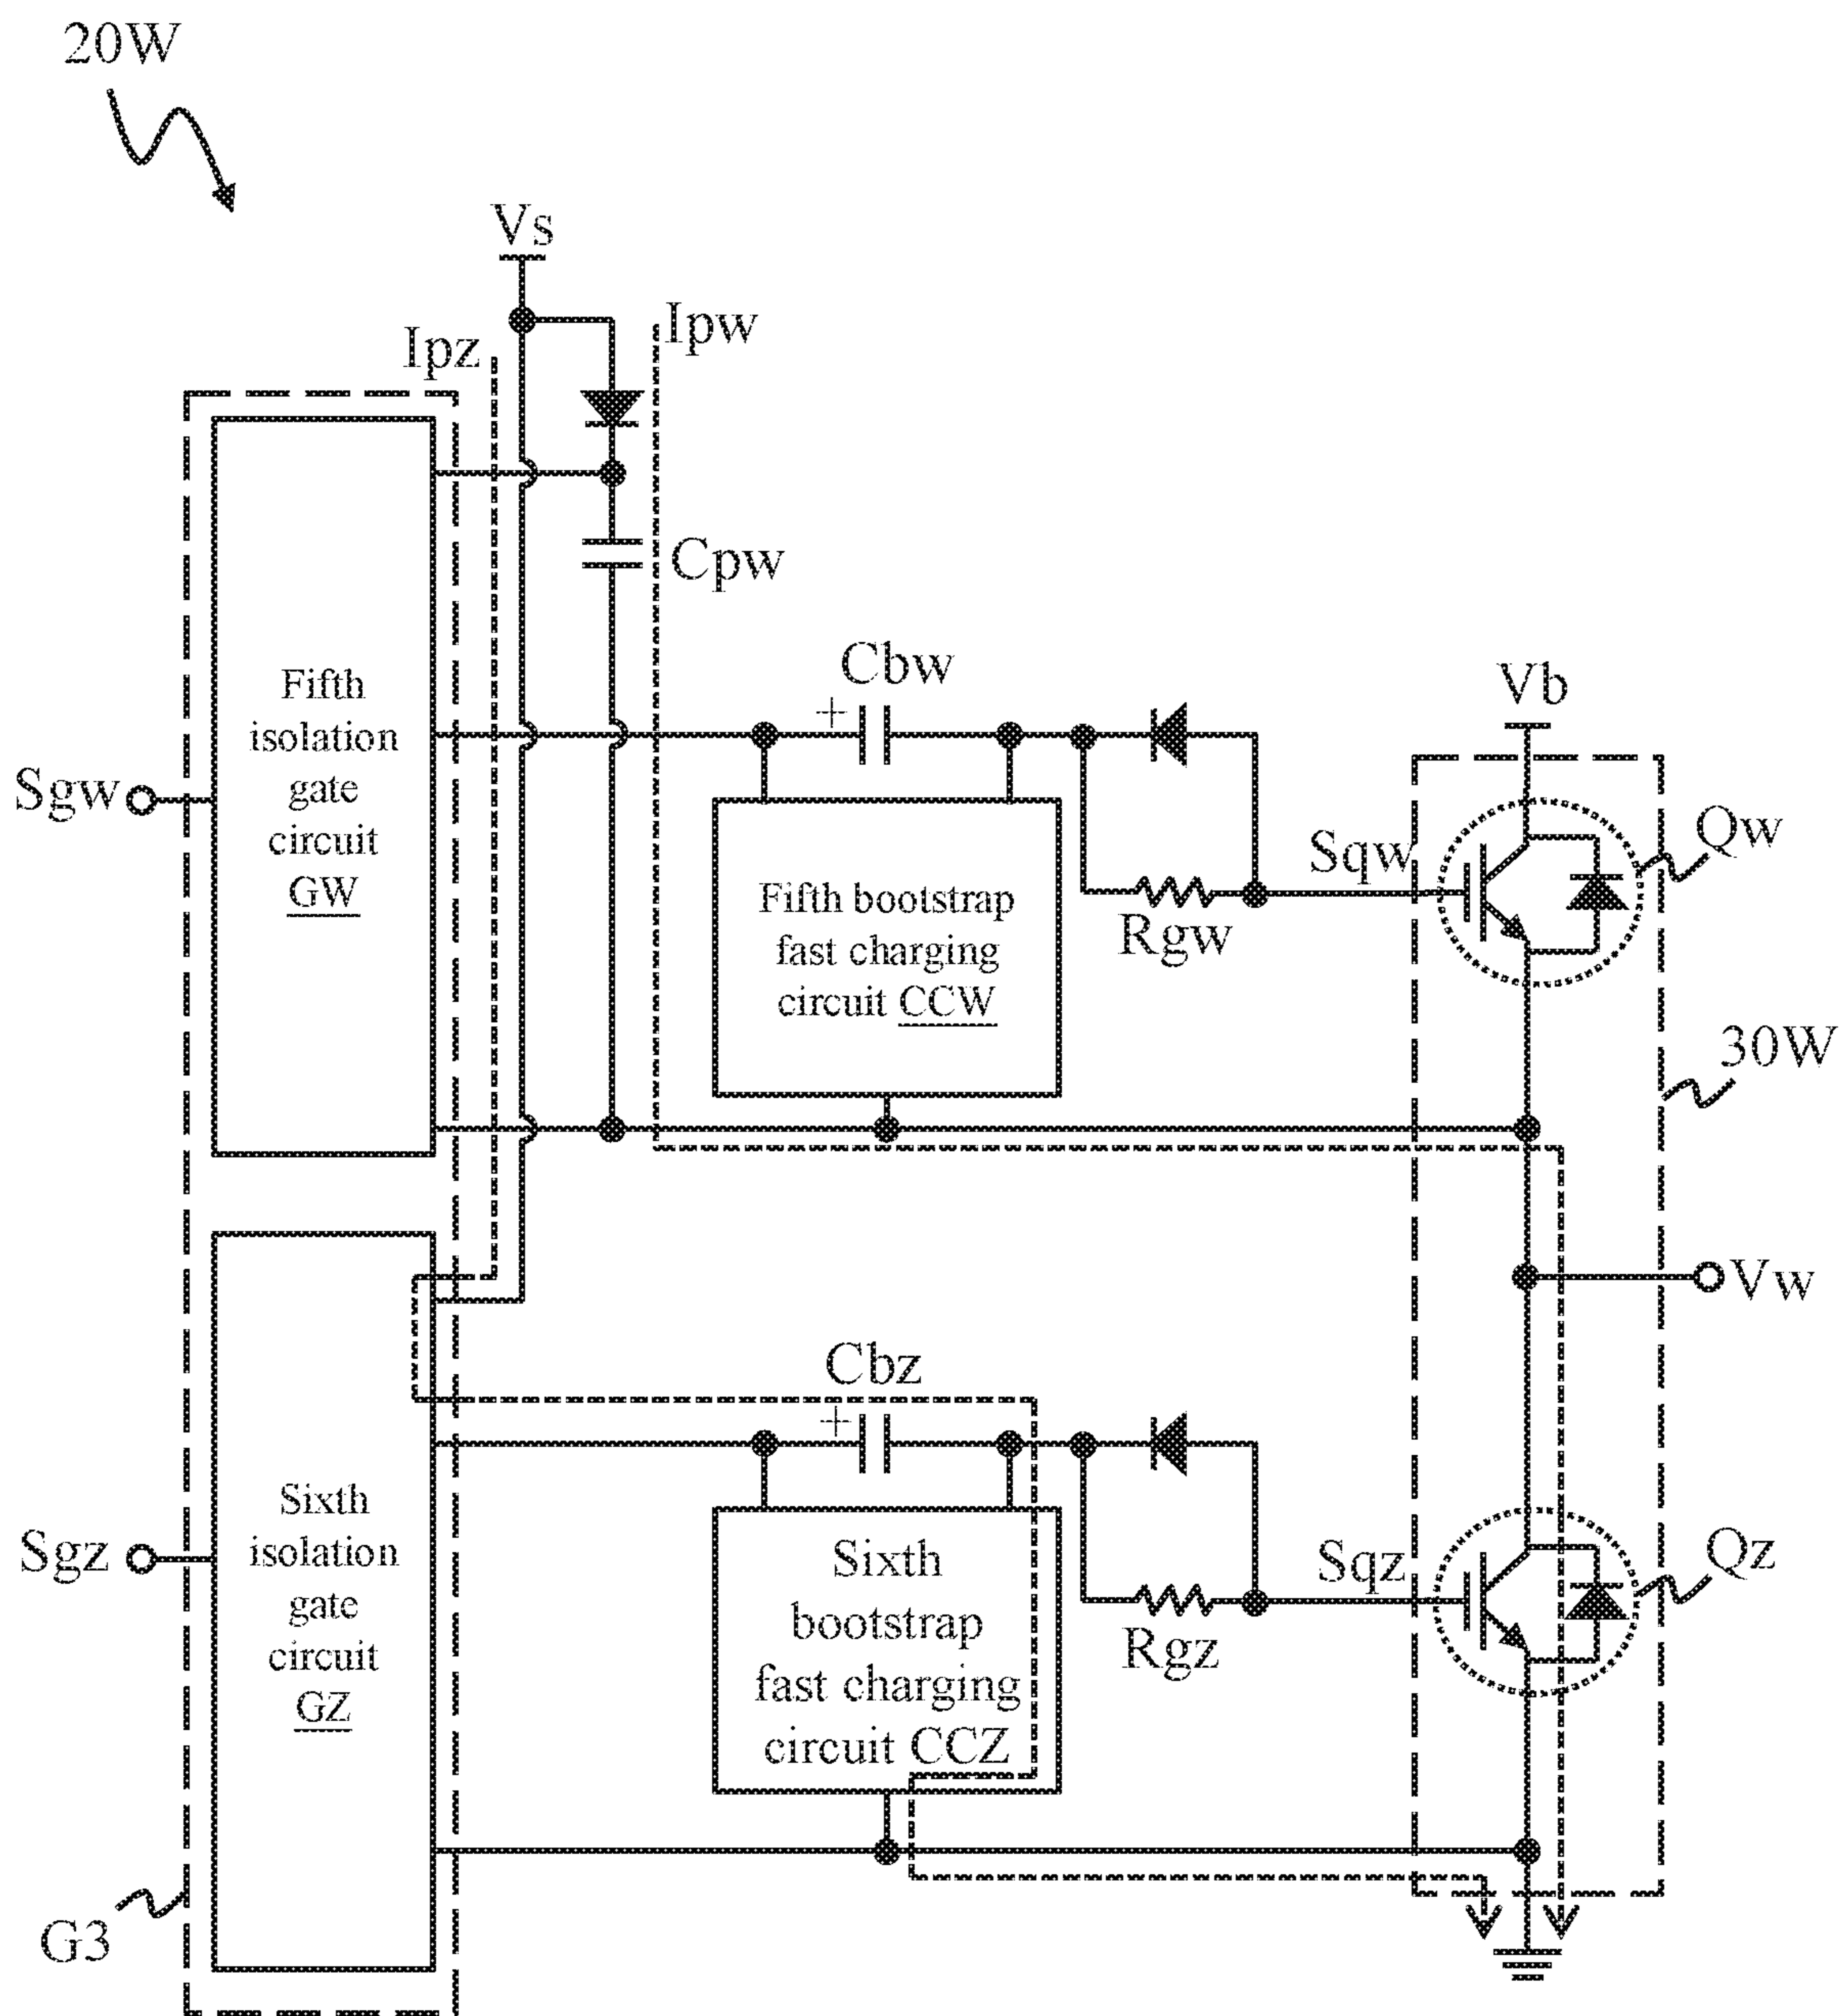 20W
Vs
Ipz
Ipw
Cpw
Fifth
isolation
gate
circuit
GW
Sgw
Cbw
+
Vb
Fifth bootstrap
fast charging
circuit CCW
Rgw
Sqw
Qw
30W
Vw
Cbz
+
Sixth
isolation
gate
circuit
GZ
Sgz
Sixth
bootstrap
fast charging
circuit CCZ
Rgz
Sqz
Qz
G3